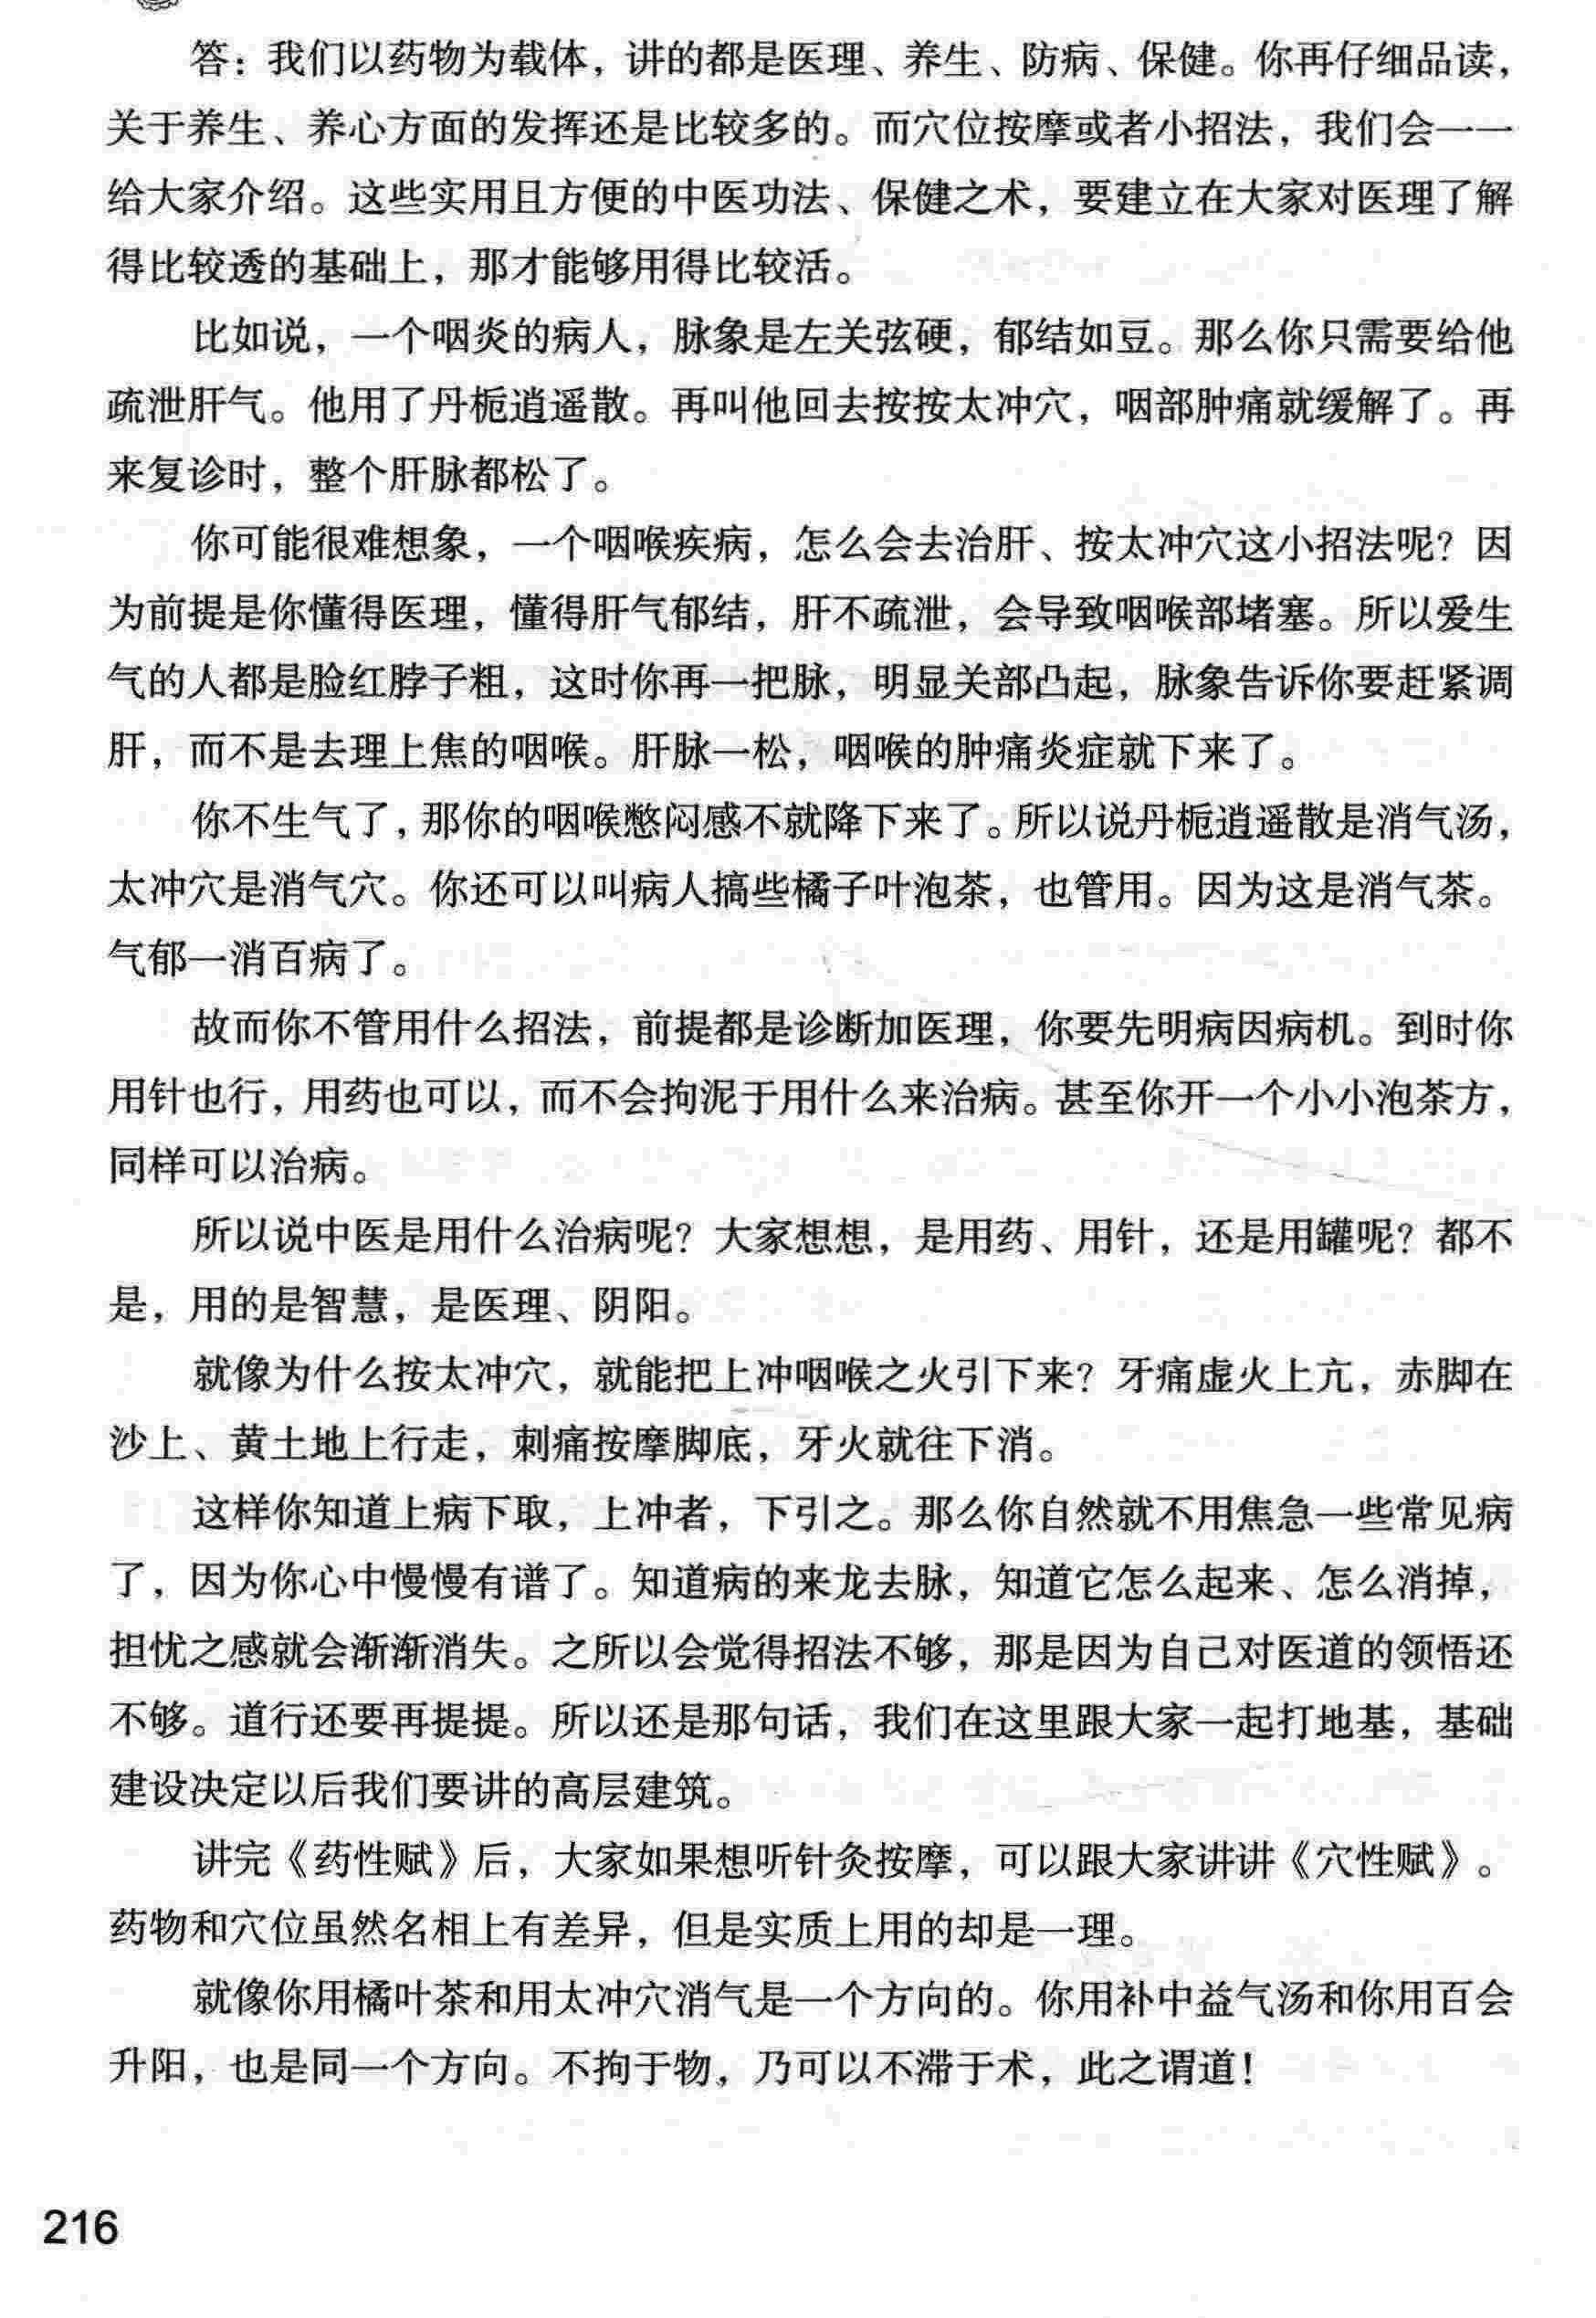 答：我们以药物为载体，讲的都是医理、养生、防病、保健。你再仔细品读，
关于养生、养心方面的发挥还是比较多的。而穴位按摩或者小招法，我们会一一
给大家介绍。这些实用且方便的中医功法、保健之术，要建立在大家对医理了解
得比较透的基础上，那才能够用得比较活。
比如说，一个咽炎的病人，脉象是左关弦硬，郁结如豆。那么你只需要给他
疏泄肝气。他用了丹栀逍遥散。再叫他回去按按太冲穴，咽部肿痛就缓解了。再
来复诊时，整个肝脉都松了。
你可能很难想象，一个咽喉疾病，怎么会去治肝、按太冲穴这小招法呢？因
为前提是你懂得医理，懂得肝气郁结，肝不疏泄，会导致咽喉部堵塞。所以爱生
气的人都是脸红脖子粗，这时你再一把脉，明显关部凸起，脉象告诉你要赶紧调
肝，而不是去理上焦的咽喉。肝脉一松，咽喉的肿痛炎症就下来了。
你不生气了，那你的咽喉憋闷感不就降下来了。所以说丹栀逍遥散是消气汤，
太冲穴是消气穴。你还可以叫病人搞些橘子叶泡茶，也管用。因为这是消气茶。
气郁一消百病了。
故而你不管用什么招法，前提都是诊断加医理，你要先明病因病机。到时你
用针也行，用药也可以，而不会拘泥于用什么来治病。甚至你开一个小小泡茶方，
同样可以治病。
所以说中医是用什么治病呢？大家想想，是用药、用针，还是用罐呢？都不
是，用的是智慧，是医理、阴阳。
就像为什么按太冲穴，就能把上冲咽喉之火引下来？牙痛虚火上亢，赤脚在
沙上、黄土地上行走，刺痛按摩脚底，牙火就往下消。
这样你知道上病下取，上冲者，下引之。那么你自然就不用焦急一些常见病
了，因为你心中慢慢有谱了。知道病的来龙去脉，知道它怎么起来、怎么消掉，
担忧之感就会渐渐消失。之所以会觉得招法不够，那是因为自己对医道的领悟还
不够。道行还要再提提。所以还是那句话，我们在这里跟大家一起打地基，基础
建设决定以后我们要讲的高层建筑。
讲完《药性赋》后，大家如果想听针灸按摩，可以跟大家讲讲《穴性赋》。
药物和穴位虽然名相上有差异，但是实质上用的却是一理。
就像你用橘叶茶和用太冲穴消气是一个方向的。你用补中益气汤和你用百会
升阳，也是同一个方向。不拘于物，乃可以不滞于术，此之谓道！
216